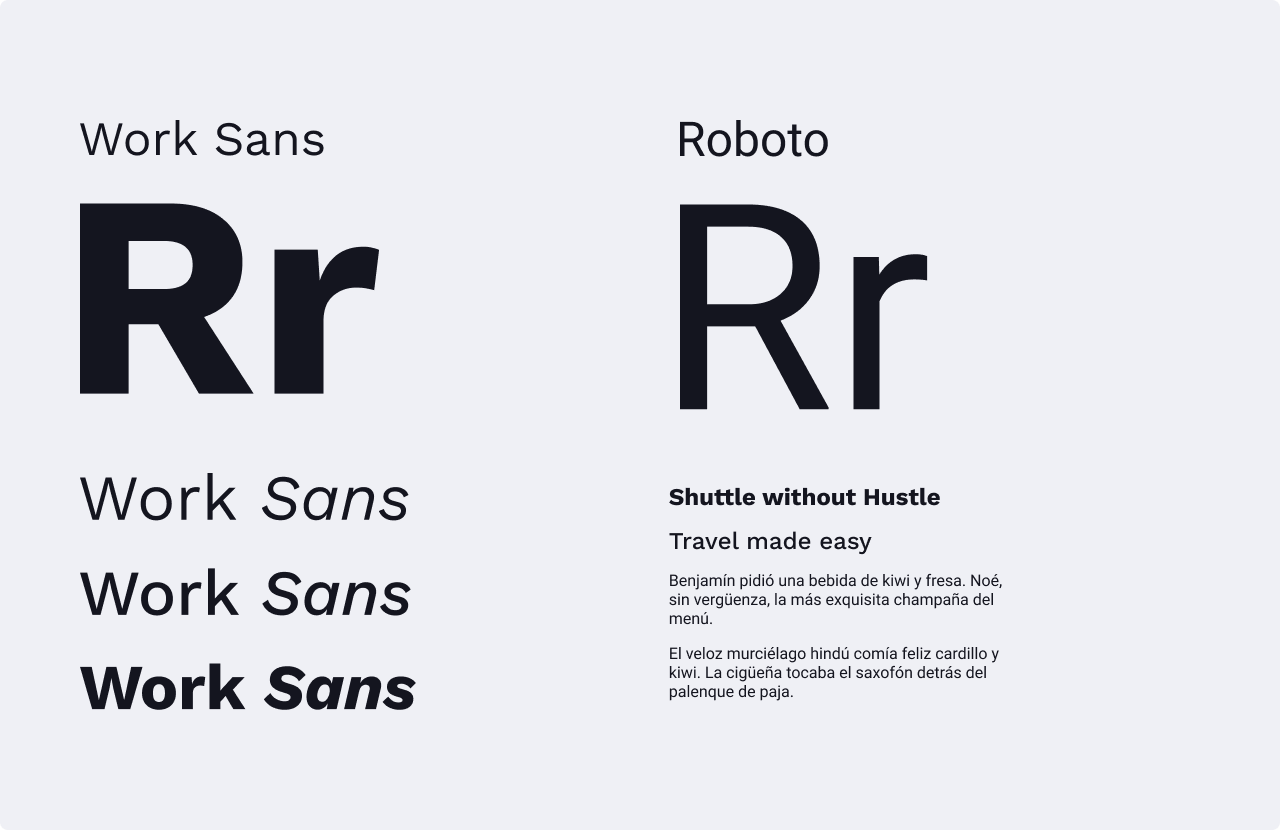 Work Sans
Rr
Work Sans
Work Sans
Work Sans
Roboto
Rr
Shuttle without Hustle
Travel made easy
Benjamín pidió una bebida de kiwi y fresa. Noé,
sin vergüenza, la más exquisita champaña del
menú.
El veloz murciélago hindú comía feliz cardillo y
kiwi. La cigüeña tocaba el saxofón detrás del
palenque de paja.